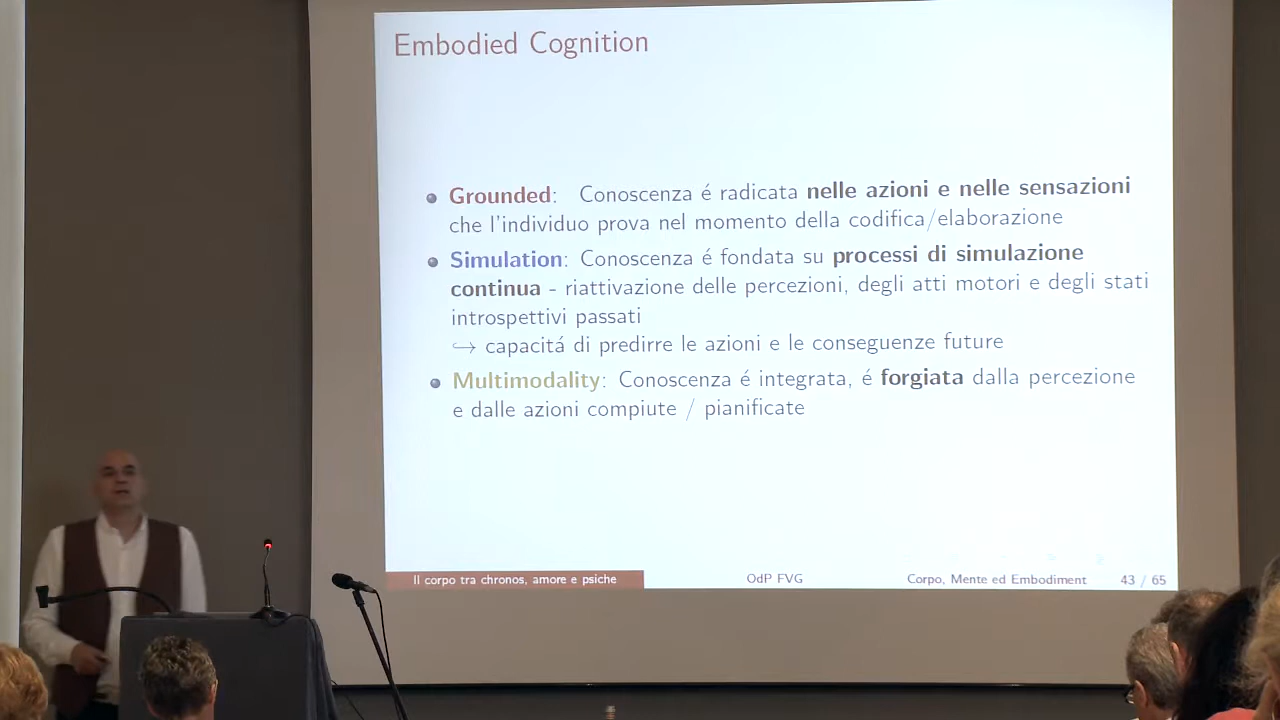 Embodied Cognition
Grounded: Conoscenza é radicata nelle azioni e nelle sensazioni
che l'individuo prova nel momento della codifica/elaborazione
Simulation: Conoscenza é fondata su processi di simulazione
continua - riattivazione delle percezioni, degli atti motori e degli stati
introspettivi passati
↪ capacitá di predirre le azioni e le conseguenze future
Multimodality: Conoscenza é integrata, é forgiata dalla percezione
e dalle azioni compiute / pianificate
Il corpo tra chronos, amore e psiche OdP FVG Corpo, Mente ed Embodiment 43 / 65